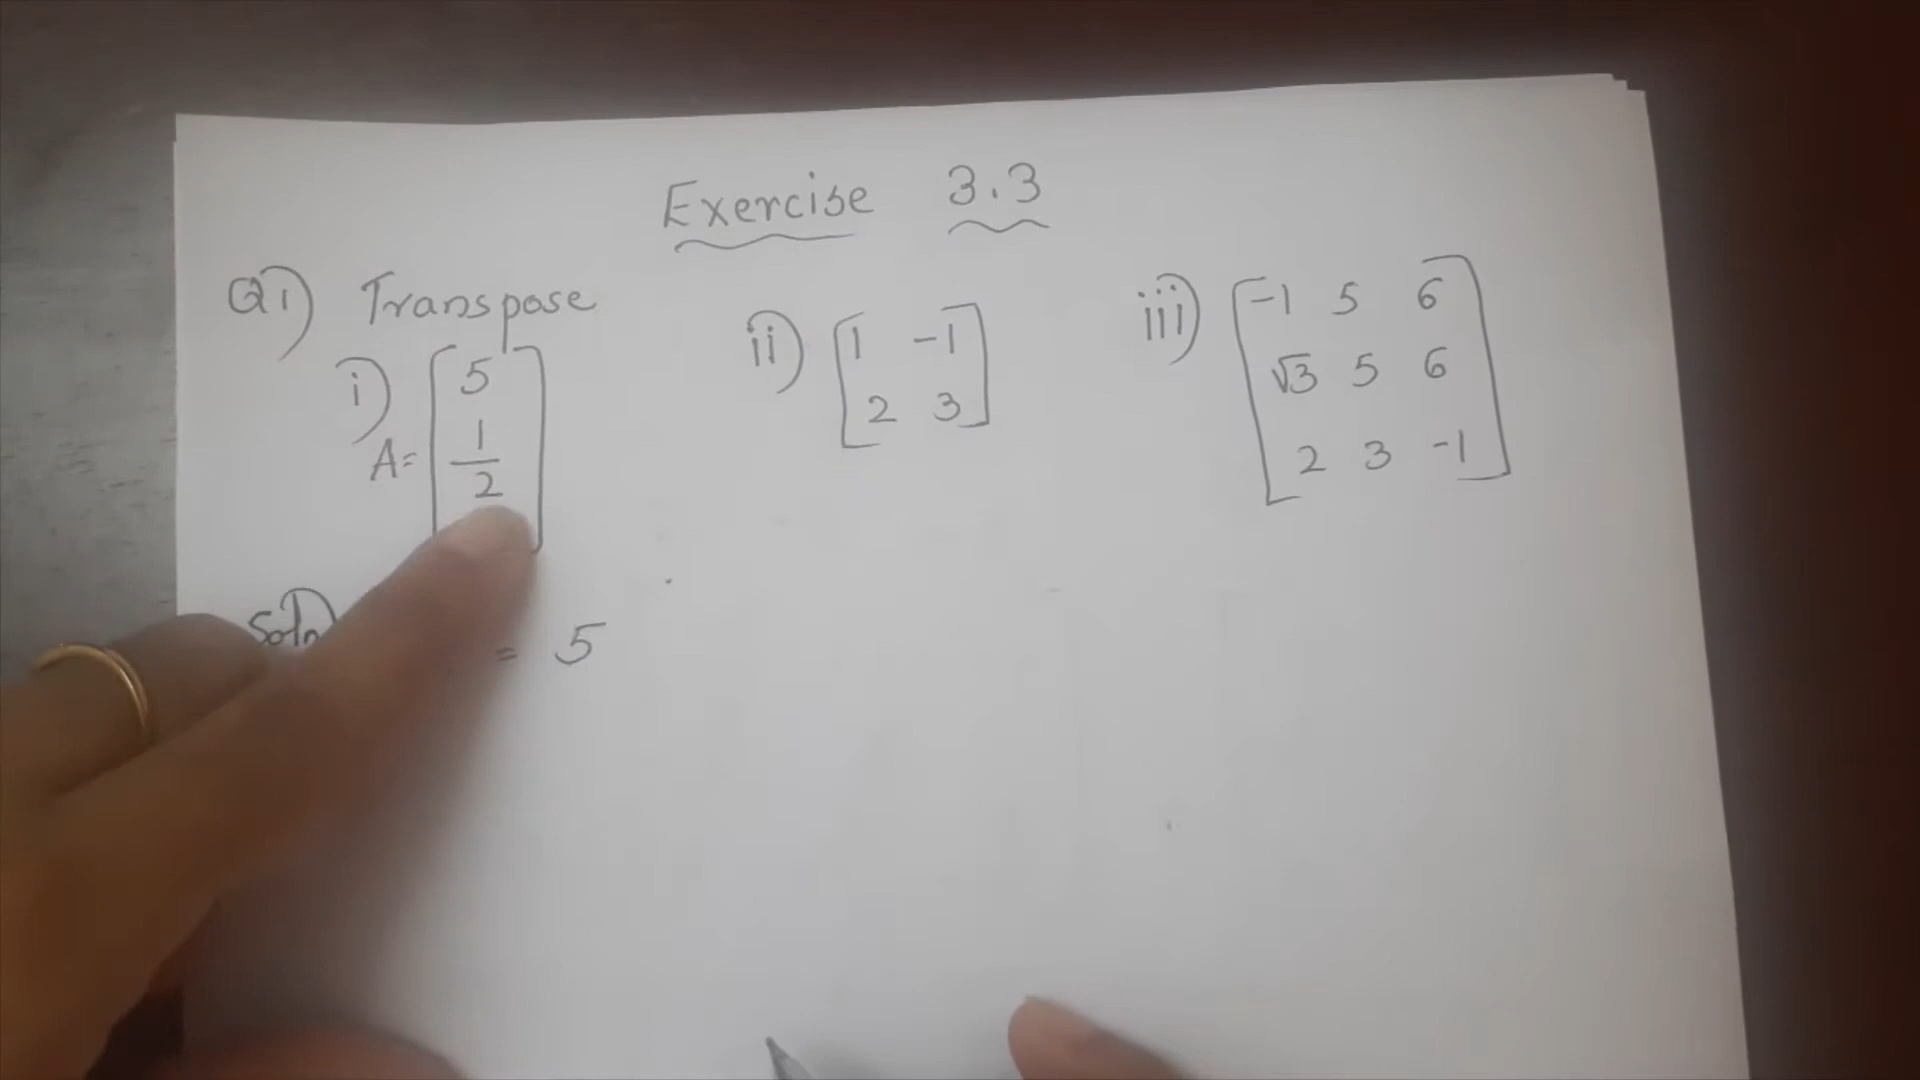 Exercise 3.3
Q1) Transpose
i) A = [5 1/2
ii) [1 -1 2 3]
iii) [-1 5 6 √3 5 6 2 3 -1]
Soln = 5